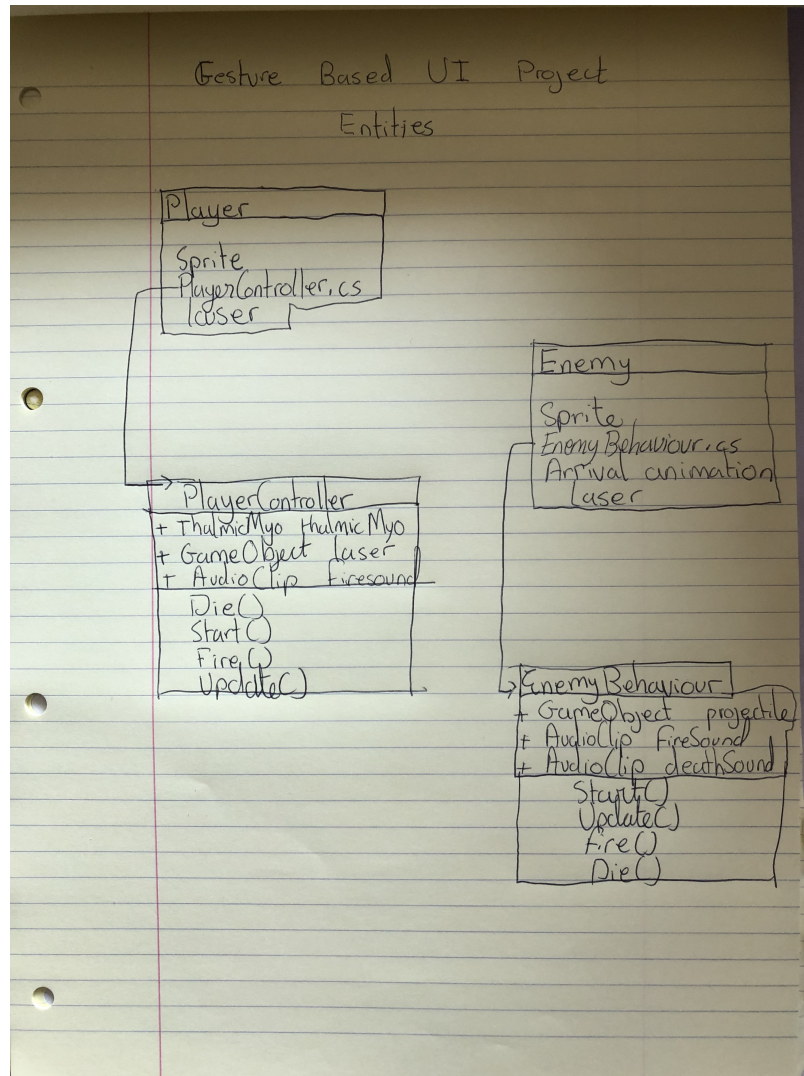 Gesture Based UI Project
Entities
Player
Sprite
PlayerController.cs
laser
PlayerController
+ ThalmicMyo thalmicMyo
+ GameObject laser
+ AudioClip Firesound
Die()
Start()
Fire()
Update()
Enemy
Sprite
EnemyBehaviour.cs
Arrival animation
Laser
EnemyBehaviour
+ GameObject projectile
+ AudioClip FireSound
+ AudioClip deathSound
Start()
Update()
Fire()
Die()